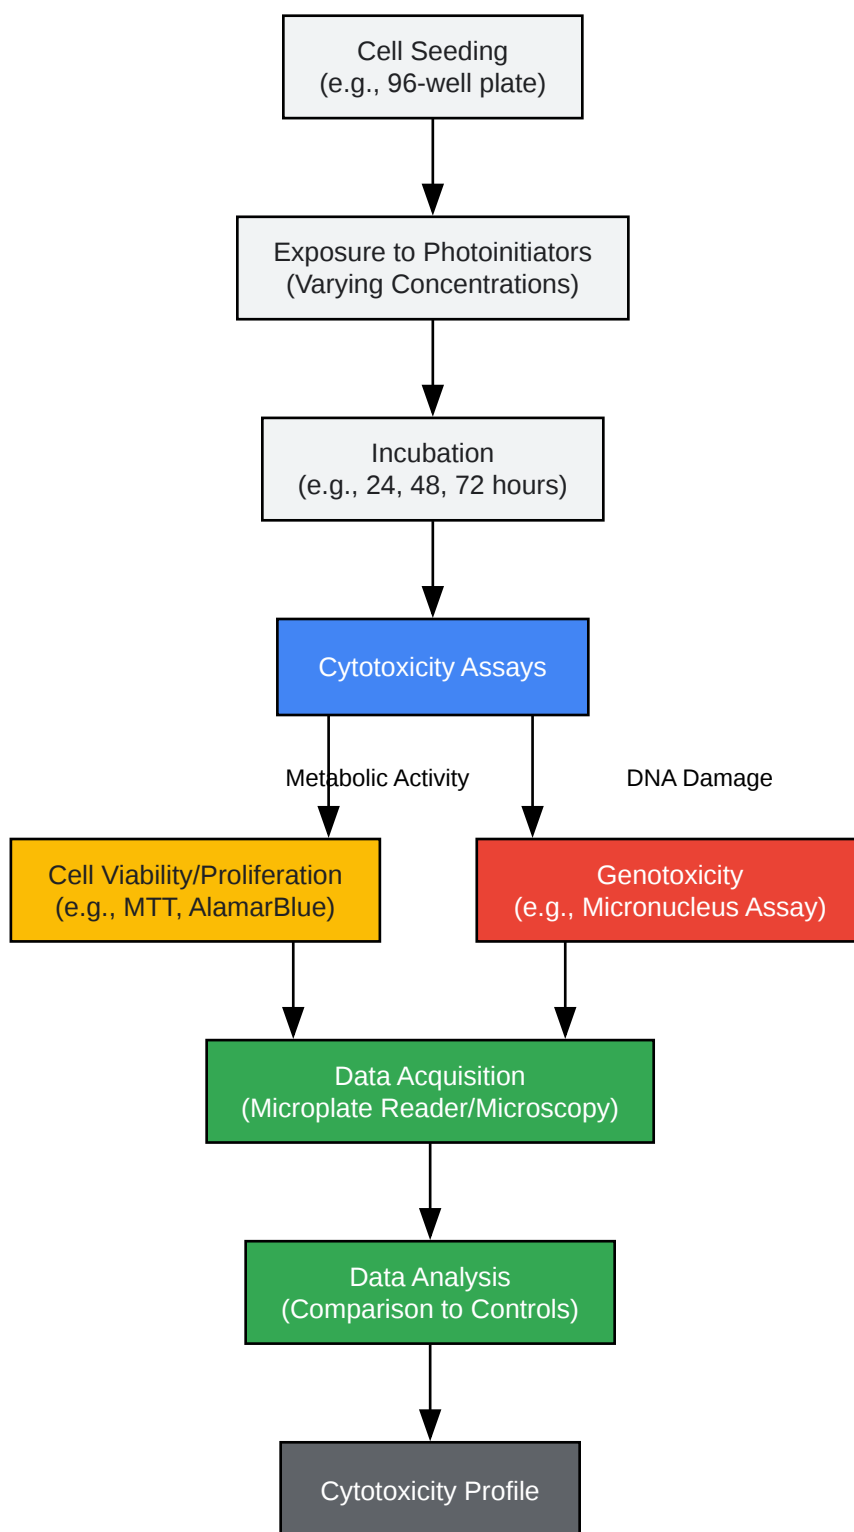 Cell Seeding
(e.g., 96-well plate)
Exposure to Photoinitiators
(Varying Concentrations)
Incubation
(e.g., 24, 48, 72 hours)
Cytotoxicity Assays
Metabolic Activity
DNA Damage
Cell Viability/Proliferation
(e.g., MTT, AlamarBlue)
Genotoxicity
(e.g., Micronucleus Assay)
Data Acquisition
(Microplate Reader/Microscopy)
Data Analysis
(Comparison to Controls)
Cytotoxicity Profile